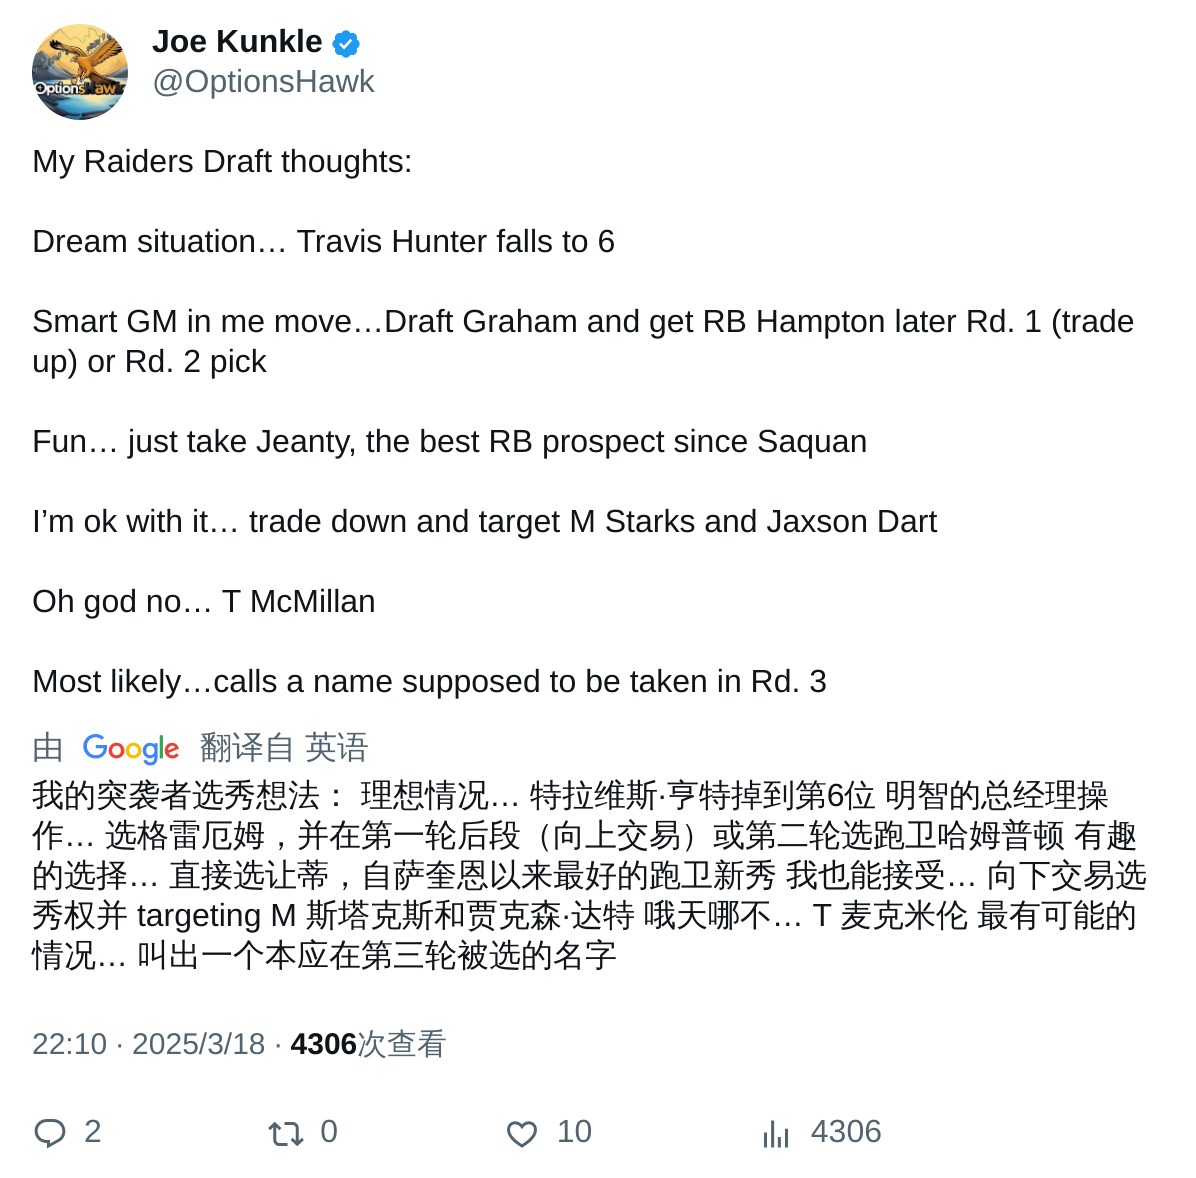 Joe Kunkle
@OptionsHawk
My Raiders Draft thoughts:
Dream situation… Travis Hunter falls to 6
Smart GM in me move…Draft Graham and get RB Hampton later Rd. 1 (trade
up) or Rd. 2 pick
Fun… just take Jeanty, the best RB prospect since Saquan
I’m ok with it… trade down and target M Starks and Jaxson Dart
Oh god no… T McMillan
Most likely…calls a name supposed to be taken in Rd. 3
由 Google 翻译自 英语
我的突袭者选秀想法： 理想情况… 特拉维斯·亨特掉到第6位 明智的总经理操
作… 选格雷厄姆，并在第一轮后段（向上交易）或第二轮选跑卫哈姆普顿 有趣
的选择… 直接选让蒂，自萨奎恩以来最好的跑卫新秀 我也能接受… 向下交易选
秀权并 targeting M 斯塔克斯和贾克森·达特 哦天哪不… T 麦克米伦 最有可能的
情况… 叫出一个本应在第三轮被选的名字
22:10 · 2025/3/18 · 4306次查看
2 0 10 4306